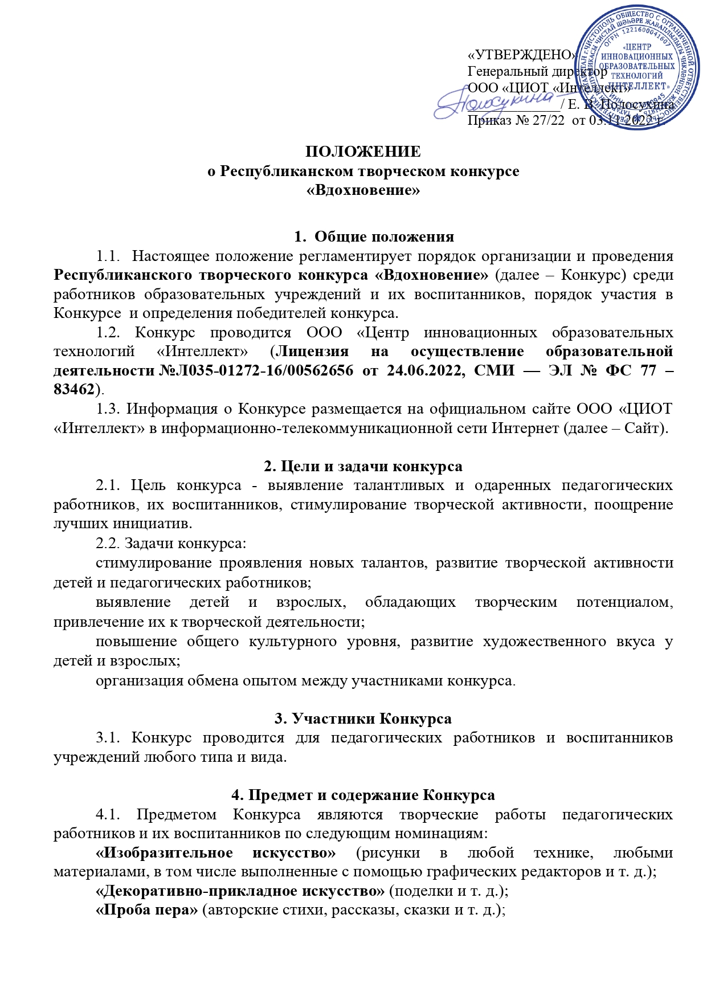 «УТВЕРЖДЕНО»
Генеральный директор
ООО «ЦИОТ «Интеллект»
_____________/ Е. В. Полосухина
Приказ № 27/22 от 03.11.2022 г.
Полосухина
ОГРН 1221600041607
«ЦЕНТР
ИННОВАЦИОННЫХ
ОБРАЗОВАТЕЛЬНЫХ
ТЕХНОЛОГИЙ
ИНТЕЛЛЕКТ»
ПОЛОЖЕНИЕ
о Республиканском творческом конкурсе
«Вдохновение»
1. Общие положения
1.1. Настоящее положение регламентирует порядок организации и проведения
Республиканского творческого конкурса «Вдохновение» (далее – Конкурс) среди
работников образовательных учреждений и их воспитанников, порядок участия в
Конкурсе и определения победителей конкурса.
1.2. Конкурс проводится ООО «Центр инновационных образовательных
технологий «Интеллект» (Лицензия на осуществление образовательной
деятельности №Л035-01272-16/00562656 от 24.06.2022, СМИ — ЭЛ № ФС 77 –
83462).
1.3. Информация о Конкурсе размещается на официальном сайте ООО «ЦИОТ
«Интеллект» в информационно-телекоммуникационной сети Интернет (далее – Сайт).
2. Цели и задачи конкурса
2.1. Цель конкурса - выявление талантливых и одаренных педагогических
работников, их воспитанников, стимулирование творческой активности, поощрение
лучших инициатив.
2.2. Задачи конкурса:
стимулирование проявления новых талантов, развитие творческой активности
детей и педагогических работников;
выявление детей и взрослых, обладающих творческим потенциалом,
привлечение их к творческой деятельности;
повышение общего культурного уровня, развитие художественного вкуса у
детей и взрослых;
организация обмена опытом между участниками конкурса.
3. Участники Конкурса
3.1. Конкурс проводится для педагогических работников и воспитанников
учреждений любого типа и вида.
4. Предмет и содержание Конкурса
4.1. Предметом Конкурса являются творческие работы педагогических
работников и их воспитанников по следующим номинациям:
«Изобразительное искусство» (рисунки в любой технике, любыми
материалами, в том числе выполненные с помощью графических редакторов и т. д.);
«Декоративно-прикладное искусство» (поделки и т. д.);
«Проба пера» (авторские стихи, рассказы, сказки и т. д.);